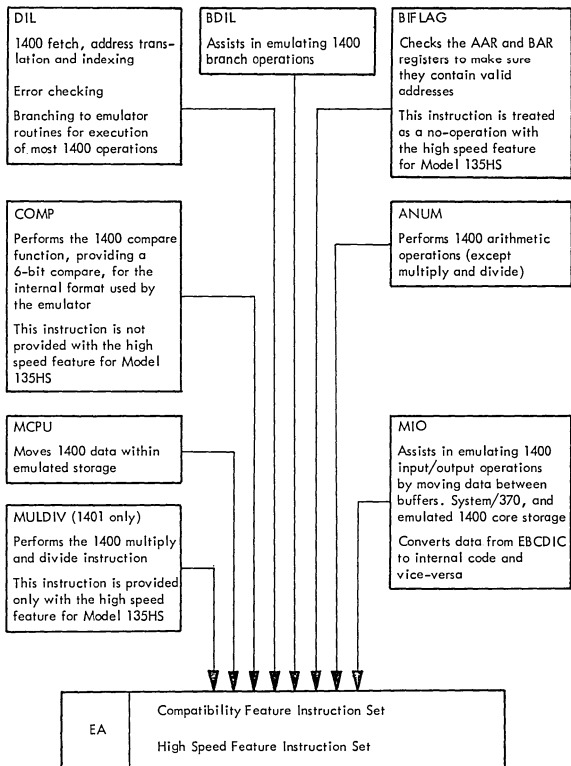 DIL
1400 fetch, address trans-
lation and indexing
Error checking
Branching to emulator
routines for execution
of most 1400 operations
BDIL
Assists in emulating 1400
branch operations
BIFLAG
Checks the AAR and BAR
registers to make sure
they contain valid
addresses
This instruction is treated
as a no-operation with
the high speed feature
for Model 135HS
COMP
Performs the 1400 compare
function, providing a
6-bit compare, for the
internal format used by
the emulator
This instruction is not
provided with the high
speed feature for Model
135HS
ANUM
Performs 1400 arithmetic
operations (except
multiply and divide)
MCPU
Moves 1400 data within
emulated storage
MIO
Assists in emulating 1400
input/output operations
by moving data between
buffers. System/370, and
emulated 1400 core storage
Converts data from EBCDIC
to internal code and
vice-versa
MULDIV (1401 only)
Performs the 1400 multiply
and divide instruction
This instruction is provided
only with the high speed
feature for Model 135HS
EA
Compatibility Feature Instruction Set
High Speed Feature Instruction Set